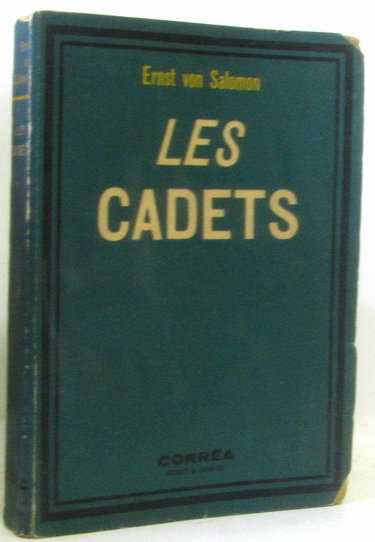 Ernst von Salomon
LES
CADETS
CORRÊA